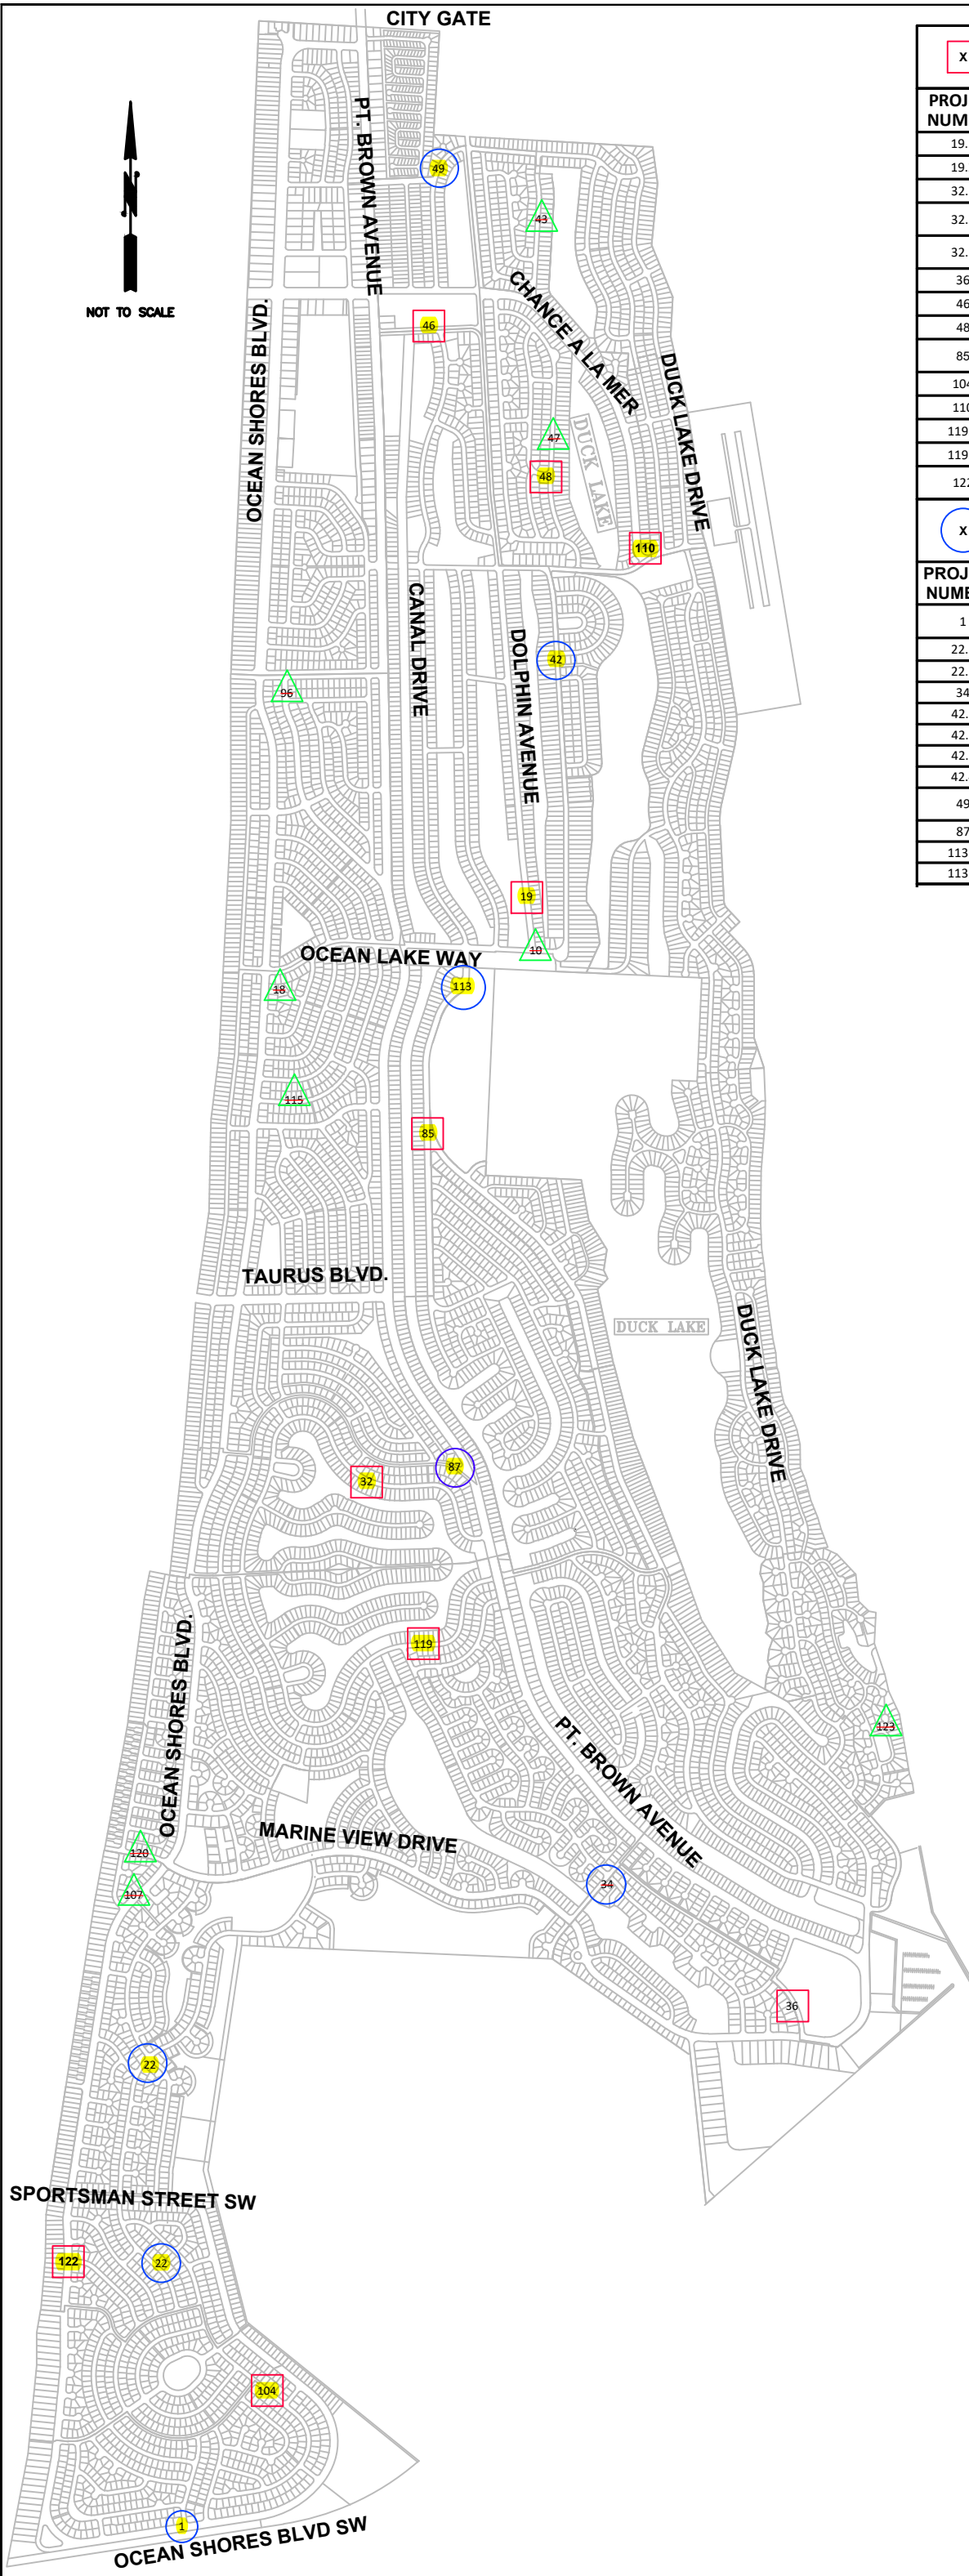 CITY GATE
PT. BROWN AVENUE
N
NOT TO SCALE
49
43
CHANCE A LA MER
46
OCEAN SHORES BLVD.
DUCK LAKE DRIVE
47
48
DUCK LAKE
110
CANAL DRIVE
DOLPHIN AVENUE
42
96
19
10
OCEAN LAKE WAY
113
18
115
85
TAURUS BLVD.
DUCK LAKE
DUCK LAKE DRIVE
87
32
119
OCEAN SHORES BLVD.
PT. BROWN AVENUE
123
MARINE VIEW DRIVE
120
107
34
36
22
SPORTSMAN STREET SW
122
22
104
1
OCEAN SHORES BLVD SW
X
PROJ
NUM
19.
19.
32.
32.
32.
36
46
48
85
104
110
119
119
122
X
PROJ
NUMB
1
22.
22.
34
42.
42.
42.
42.
49
87
113
113